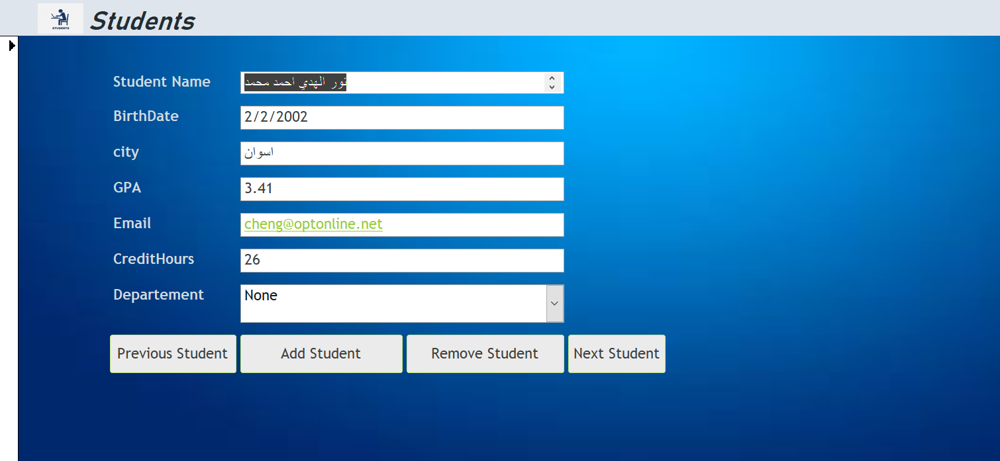 STUDENTS
Students
Student Name نور الهدي احمد محمد
BirthDate 2/2/2002
city اسوان
GPA 3.41
Email cheng@optonline.net
CreditHours 26
Departement None
Previous Student Add Student Remove Student Next Student